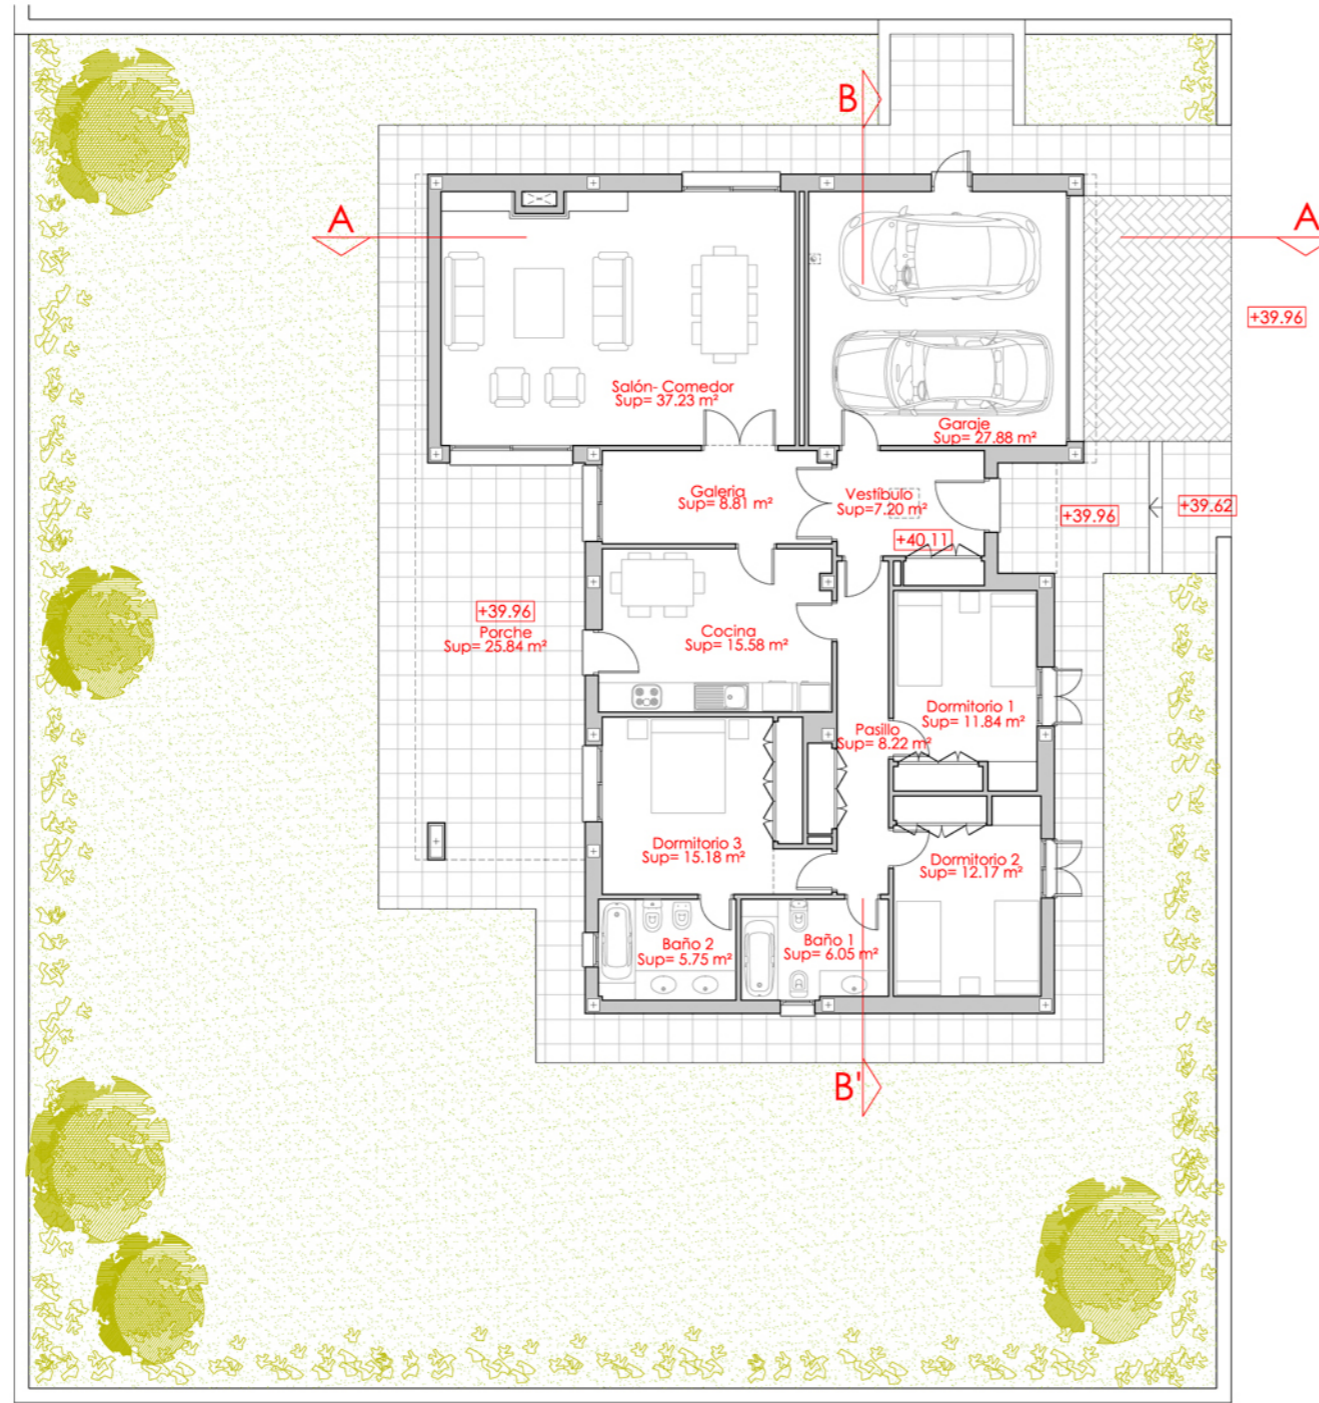 B
A
A
+39.96
Salón- Comedor
Sup= 37.23 m²
Garaje
Sup= 27.88 m²
Galeria
Sup= 8.81 m²
Vestíbulo
Sup=7.20 m²
+39.62
+39.96
+40.11
+39.96
Porche
Sup= 25.84 m²
Cocina
Sup= 15.58 m²
Dormitorio 1
Sup= 11.84 m²
Pasillo
Sup= 8.22 m²
Dormitorio 3
Sup= 15.18 m²
Dormitorio 2
Sup= 12.17 m²
Baño 2
Sup= 5.75 m²
Baño 1
Sup= 6.05 m²
B'